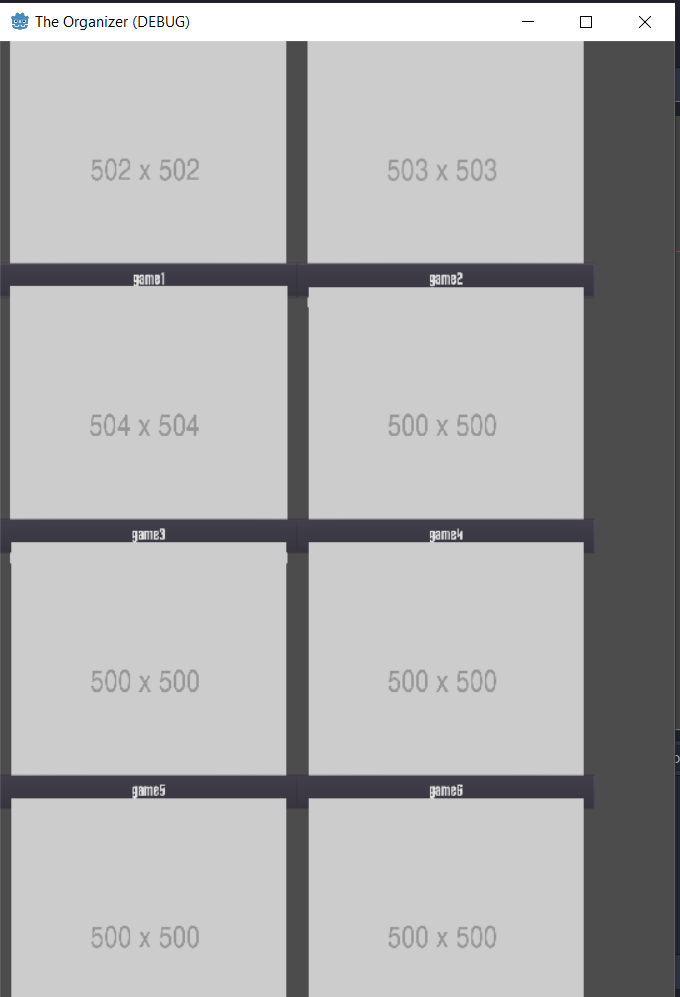 The Organizer (DEBUG)
502 x 502
503 x 503
game1
game2
504 x 504
500 x 500
game3
game4
500 x 500
500 x 500
game5
game6
500 x 500
500 x 500